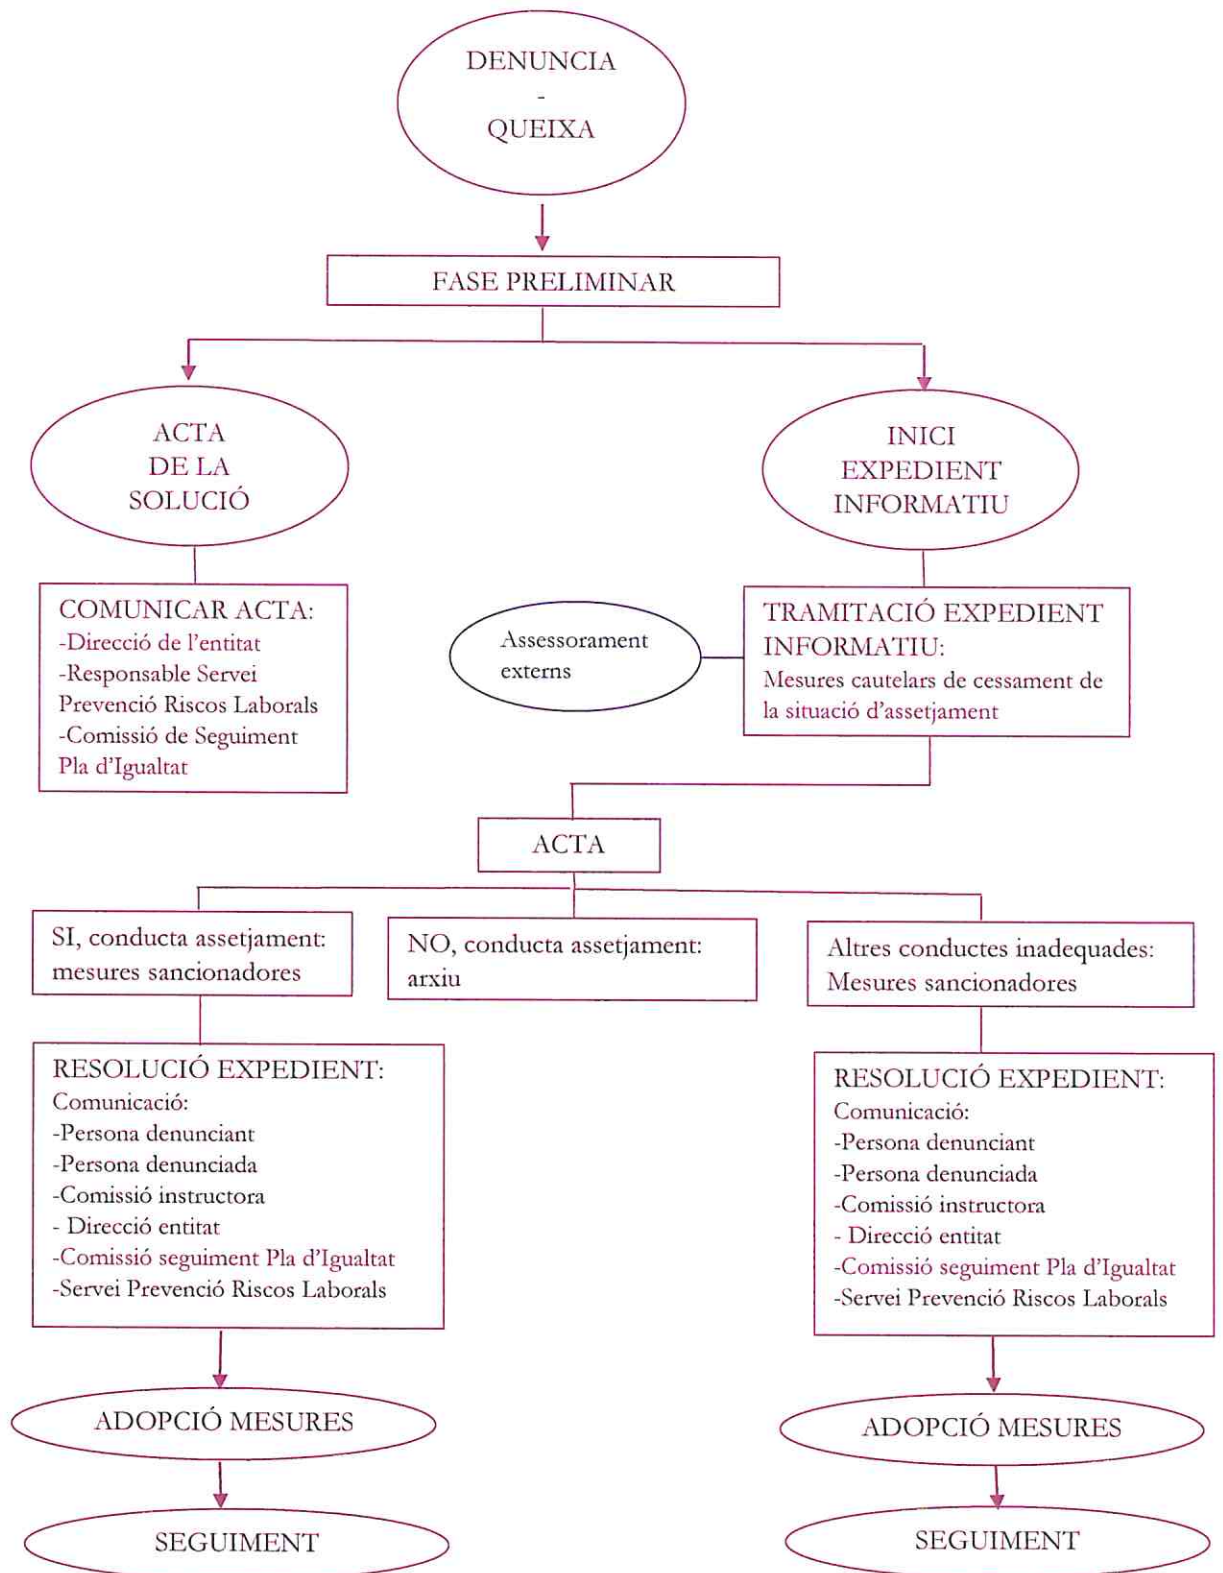 DENUNCIA
-
QUEIXA
FASE PRELIMINAR
ACTA
DE LA
SOLUCIÓ
INICI
EXPEDIENT
INFORMATIU
COMUNICAR ACTA:
-Direcció de l'entitat
-Responsable Servei
Prevenció Riscos Laborals
-Comissió de Seguiment
Pla d'Igualtat
Assessorament
externs
TRAMITACIÓ EXPEDIENT
INFORMATIU:
Mesures cautelars de cessament de
la situació d'assetjament
ACTA
SI, conducta assetjament:
mesures sancionadores
NO, conducta assetjament:
arxiu
Altres conductes inadequades:
Mesures sancionadores
RESOLUCIÓ EXPEDIENT:
Comunicació:
-Persona denunciant
-Persona denunciada
-Comissió instructora
- Direcció entitat
-Comissió seguiment Pla d'Igualtat
-Servei Prevenció Riscos Laborals
RESOLUCIÓ EXPEDIENT:
Comunicació:
-Persona denunciant
-Persona denunciada
-Comissió instructora
- Direcció entitat
-Comissió seguiment Pla d'Igualtat
-Servei Prevenció Riscos Laborals
ADOPCIÓ MESURES
ADOPCIÓ MESURES
SEGUIMENT
SEGUIMENT